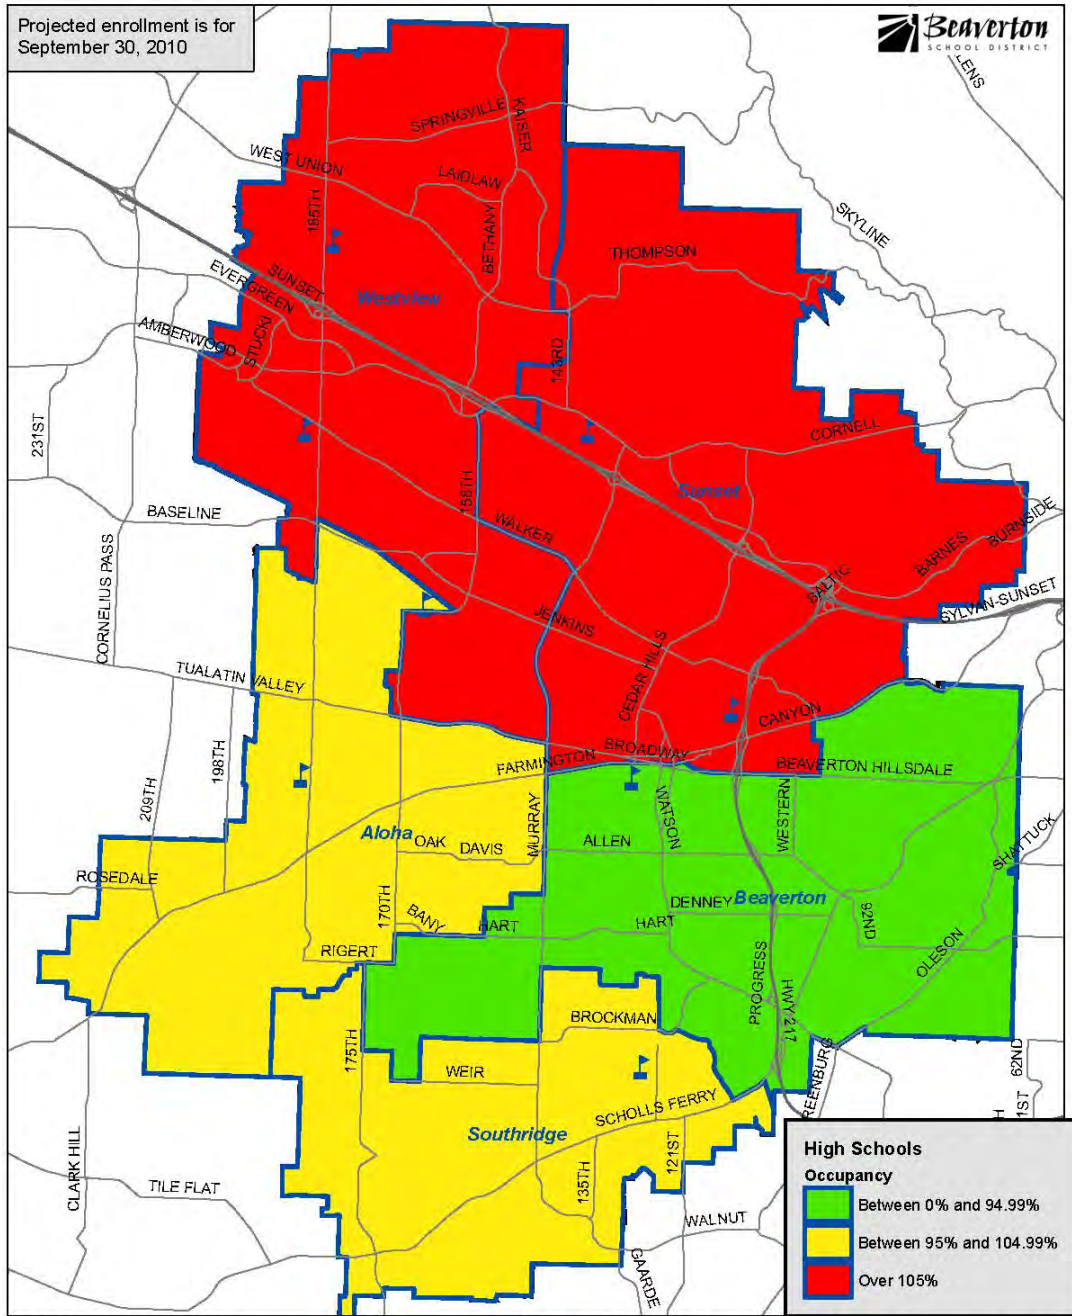 Projected enrollment is for
September 30, 2010
Beaverton
SCHOOL DISTRICT
LENS
SPRINGVILLE
KAISER
WEST UNION
LAIDLAW
185TH
BETHANY
SKYLINE
THOMPSON
EVERGREEN
SUNSET
Westview
AMBERWOOD
STUCKI
143RD
231ST
CORNELL
158TH
Sunset
BASELINE
WALKER
BURNSIDE
BARNES
CORNELIUS PASS
BALTIC
SYLVAN-SUNSET
JENKINS
TUALATIN VALLEY
CEDAR HILLS
CANYON
BROADWAY
FARMINGTON
BEAVERTON HILLSDALE
209TH
198TH
MURRAY
WATSON
WESTERN
SHATTUCK
Aloha
OAK
DAVIS
ALLEN
ROSEDALE
170TH
BANY
HART
HART
DENNEY
Beaverton
92ND
OLESON
RIGERT
PROGRESS
HWY 217
BROCKMAN
175TH
WEIR
REENBURG
62ND
1ST
H
SCHOLLS FERRY
Southridge
121ST
135TH
CLARK HILL
TILE FLAT
WALNUT
GAARDE
High Schools
Occupancy
Between 0% and 94.99%
Between 95% and 104.99%
Over 105%